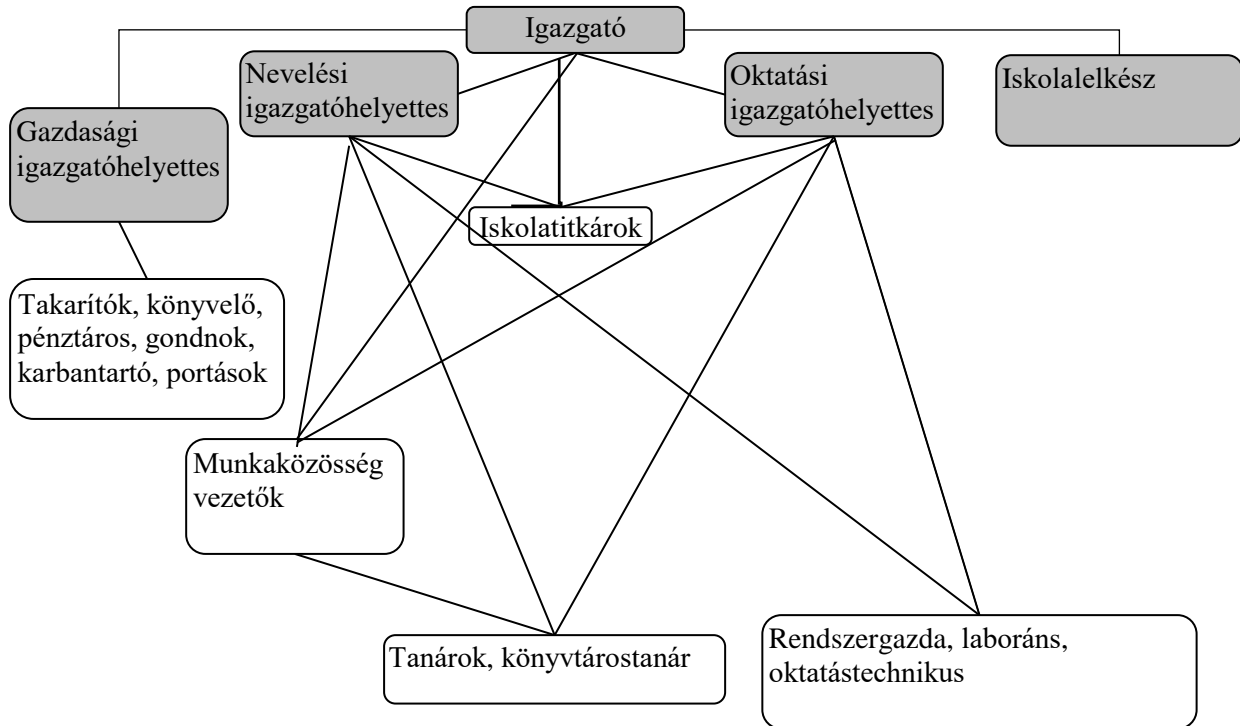 Igazgató
Nevelési
igazgatóhelyettes
Oktatási
igazgatóhelyettes
Iskolalelkész
Gazdasági
igazgatóhelyettes
Iskolatitkárok
Takarítók, könyvelő,
pénztáros, gondnok,
karbantartó, portások
Munkaközösség
vezetők
Tanárok, könyvtárostanár
Rendszergazda, laboráns,
oktatástechnikus